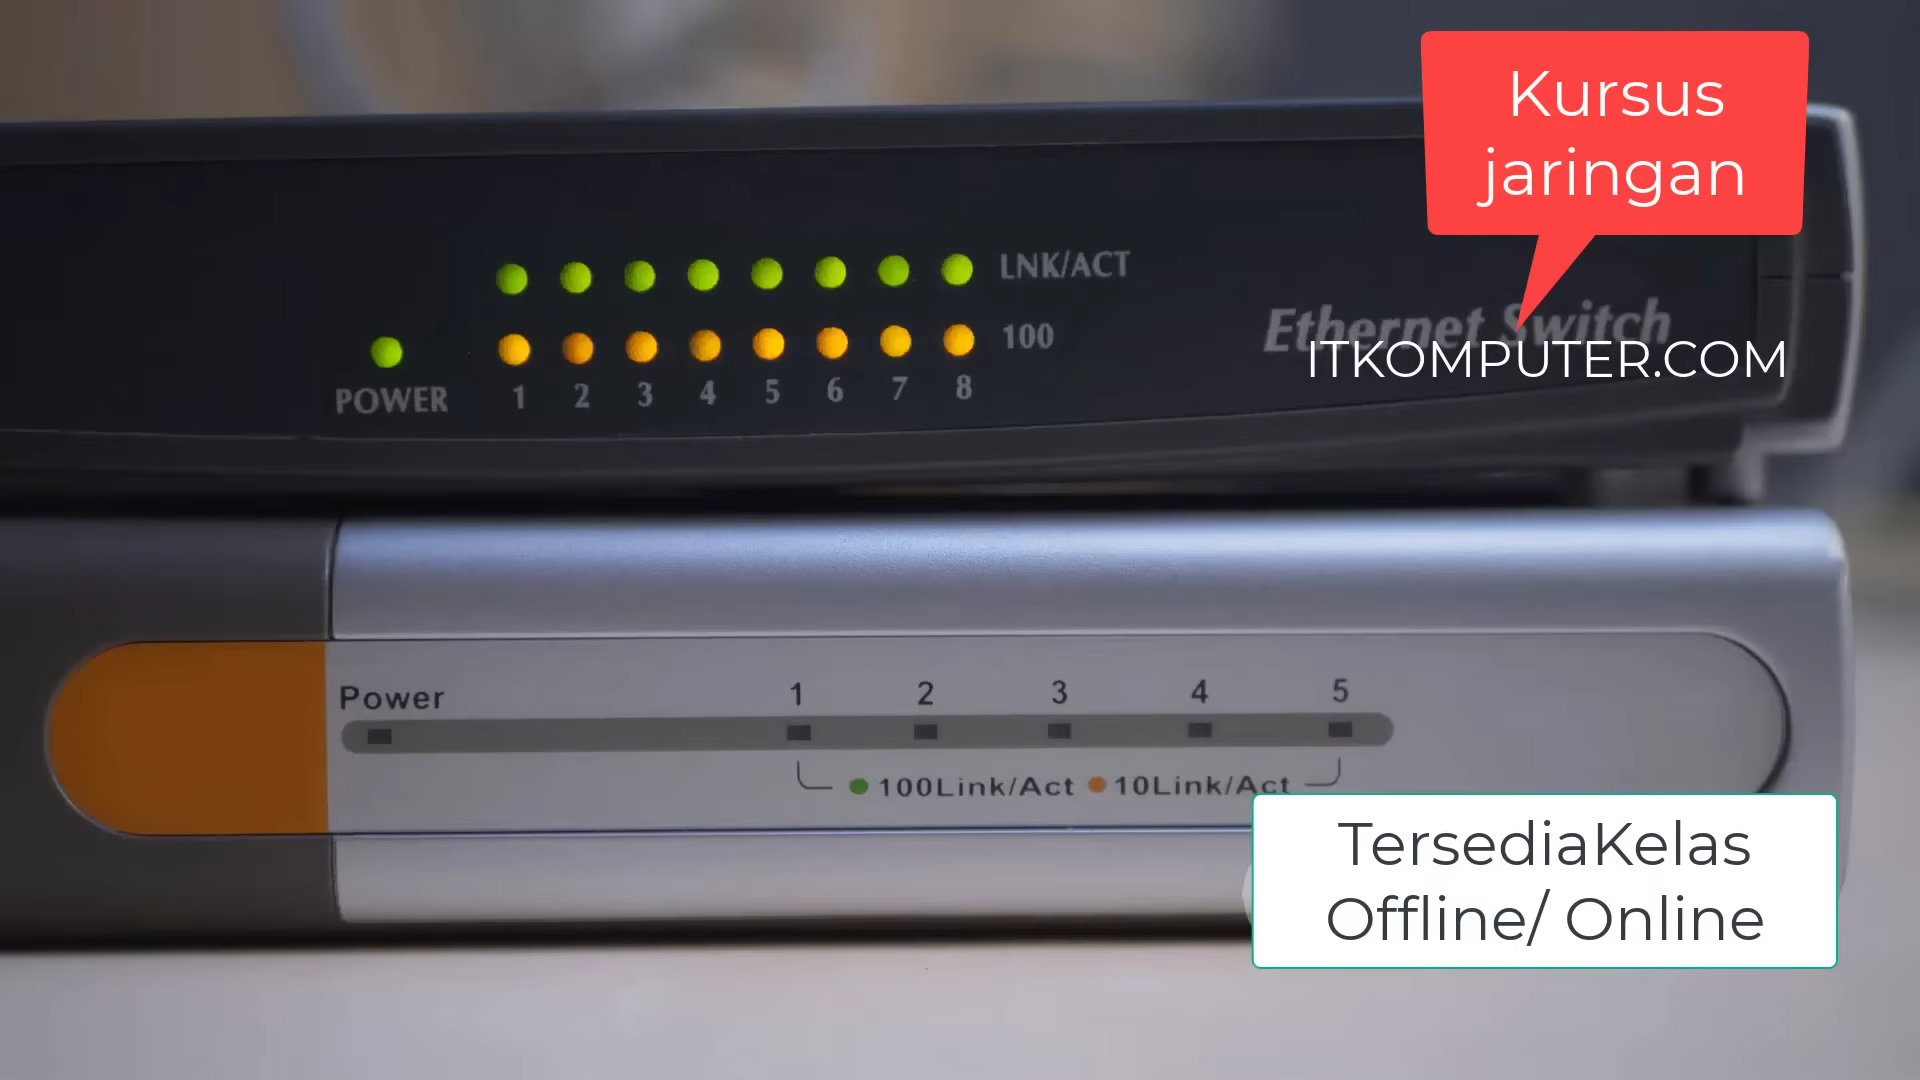 Kursus
jaringan
LNK/ACT
Ethernet Switch
100
ITKOMPUTER.COM
POWER
1 2 3 4 5 6 7 8
Power
1 2 3 4 5
100Link/Act 10Link/Act
TersediaKelas
Offline/ Online